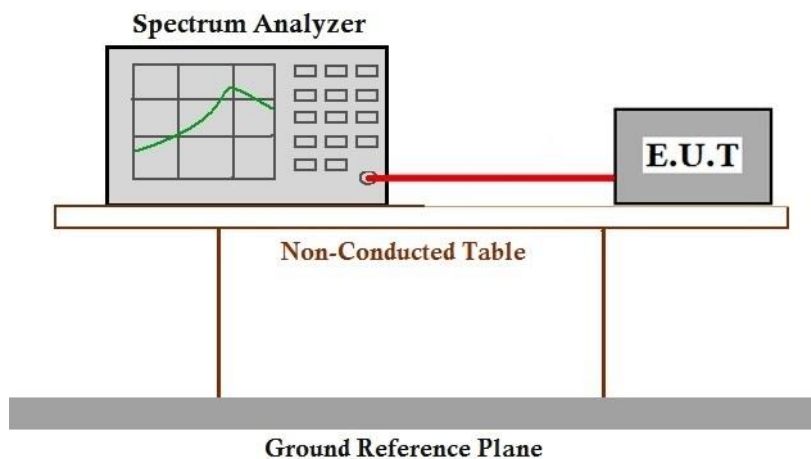 Spectrum Analyzer
E.U.T
Non-Conducted Table
Ground Reference Plane